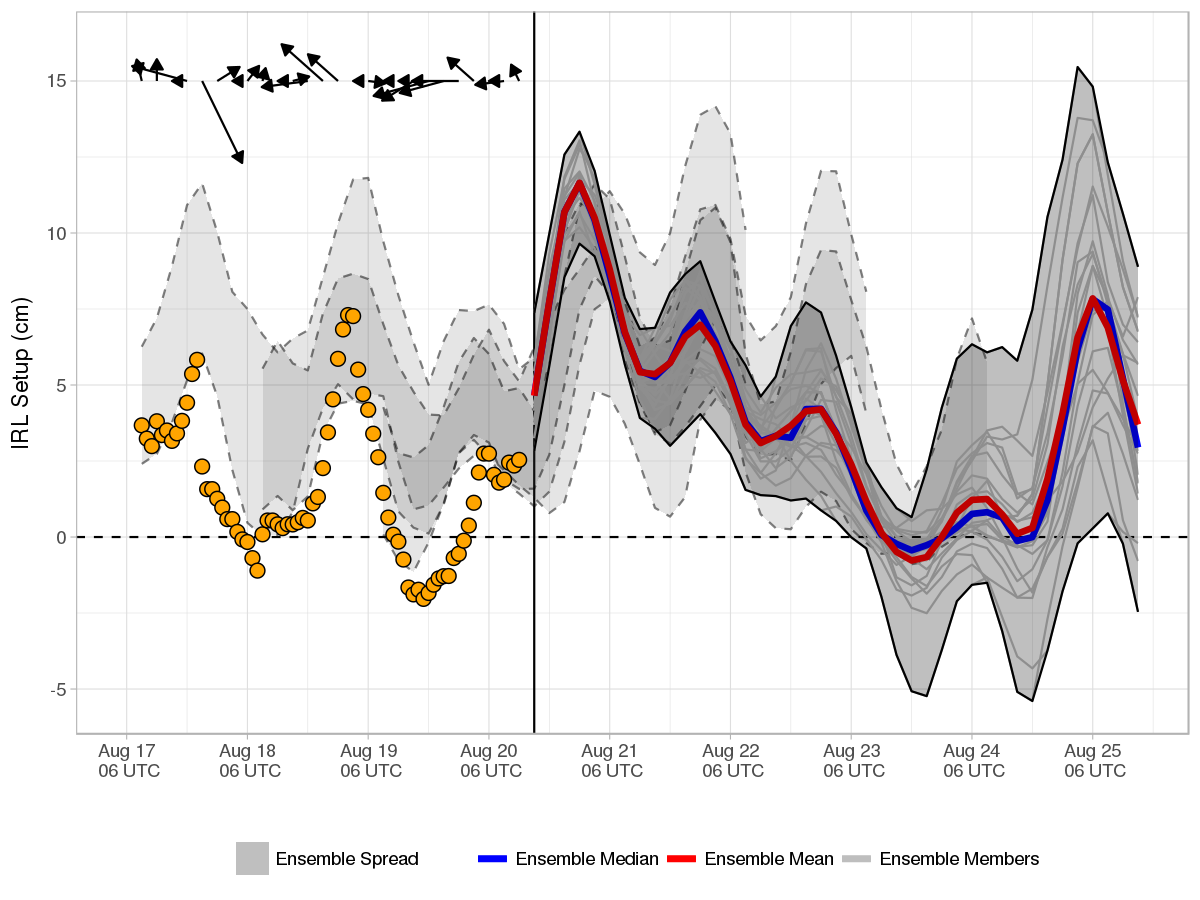 IRL Setup (cm)
15
10
5
0
-5
Aug 17
06 UTC
Aug 18
06 UTC
Aug 19
06 UTC
Aug 20
06 UTC
Aug 21
06 UTC
Aug 22
06 UTC
Aug 23
06 UTC
Aug 24
06 UTC
Aug 25
06 UTC
Ensemble Spread
Ensemble Median
Ensemble Mean
Ensemble Members